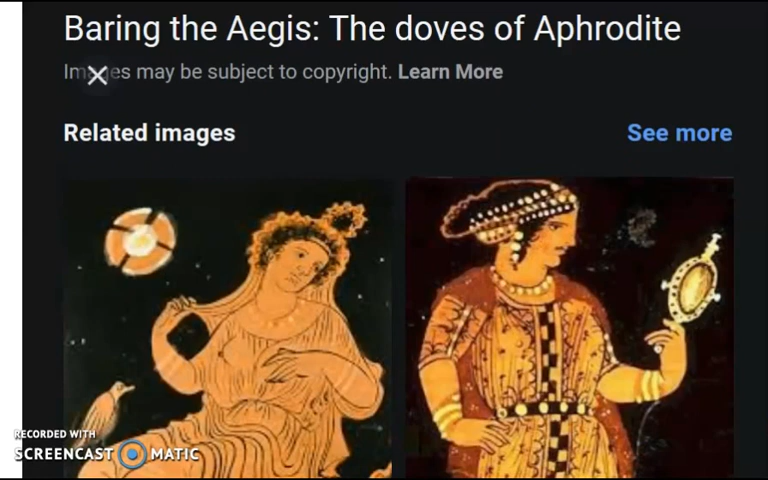 Baring the Aegis: The doves of Aphrodite
Images may be subject to copyright. Learn More
Related images
See more
RECORDED WITH
SCREENCAST MATIC